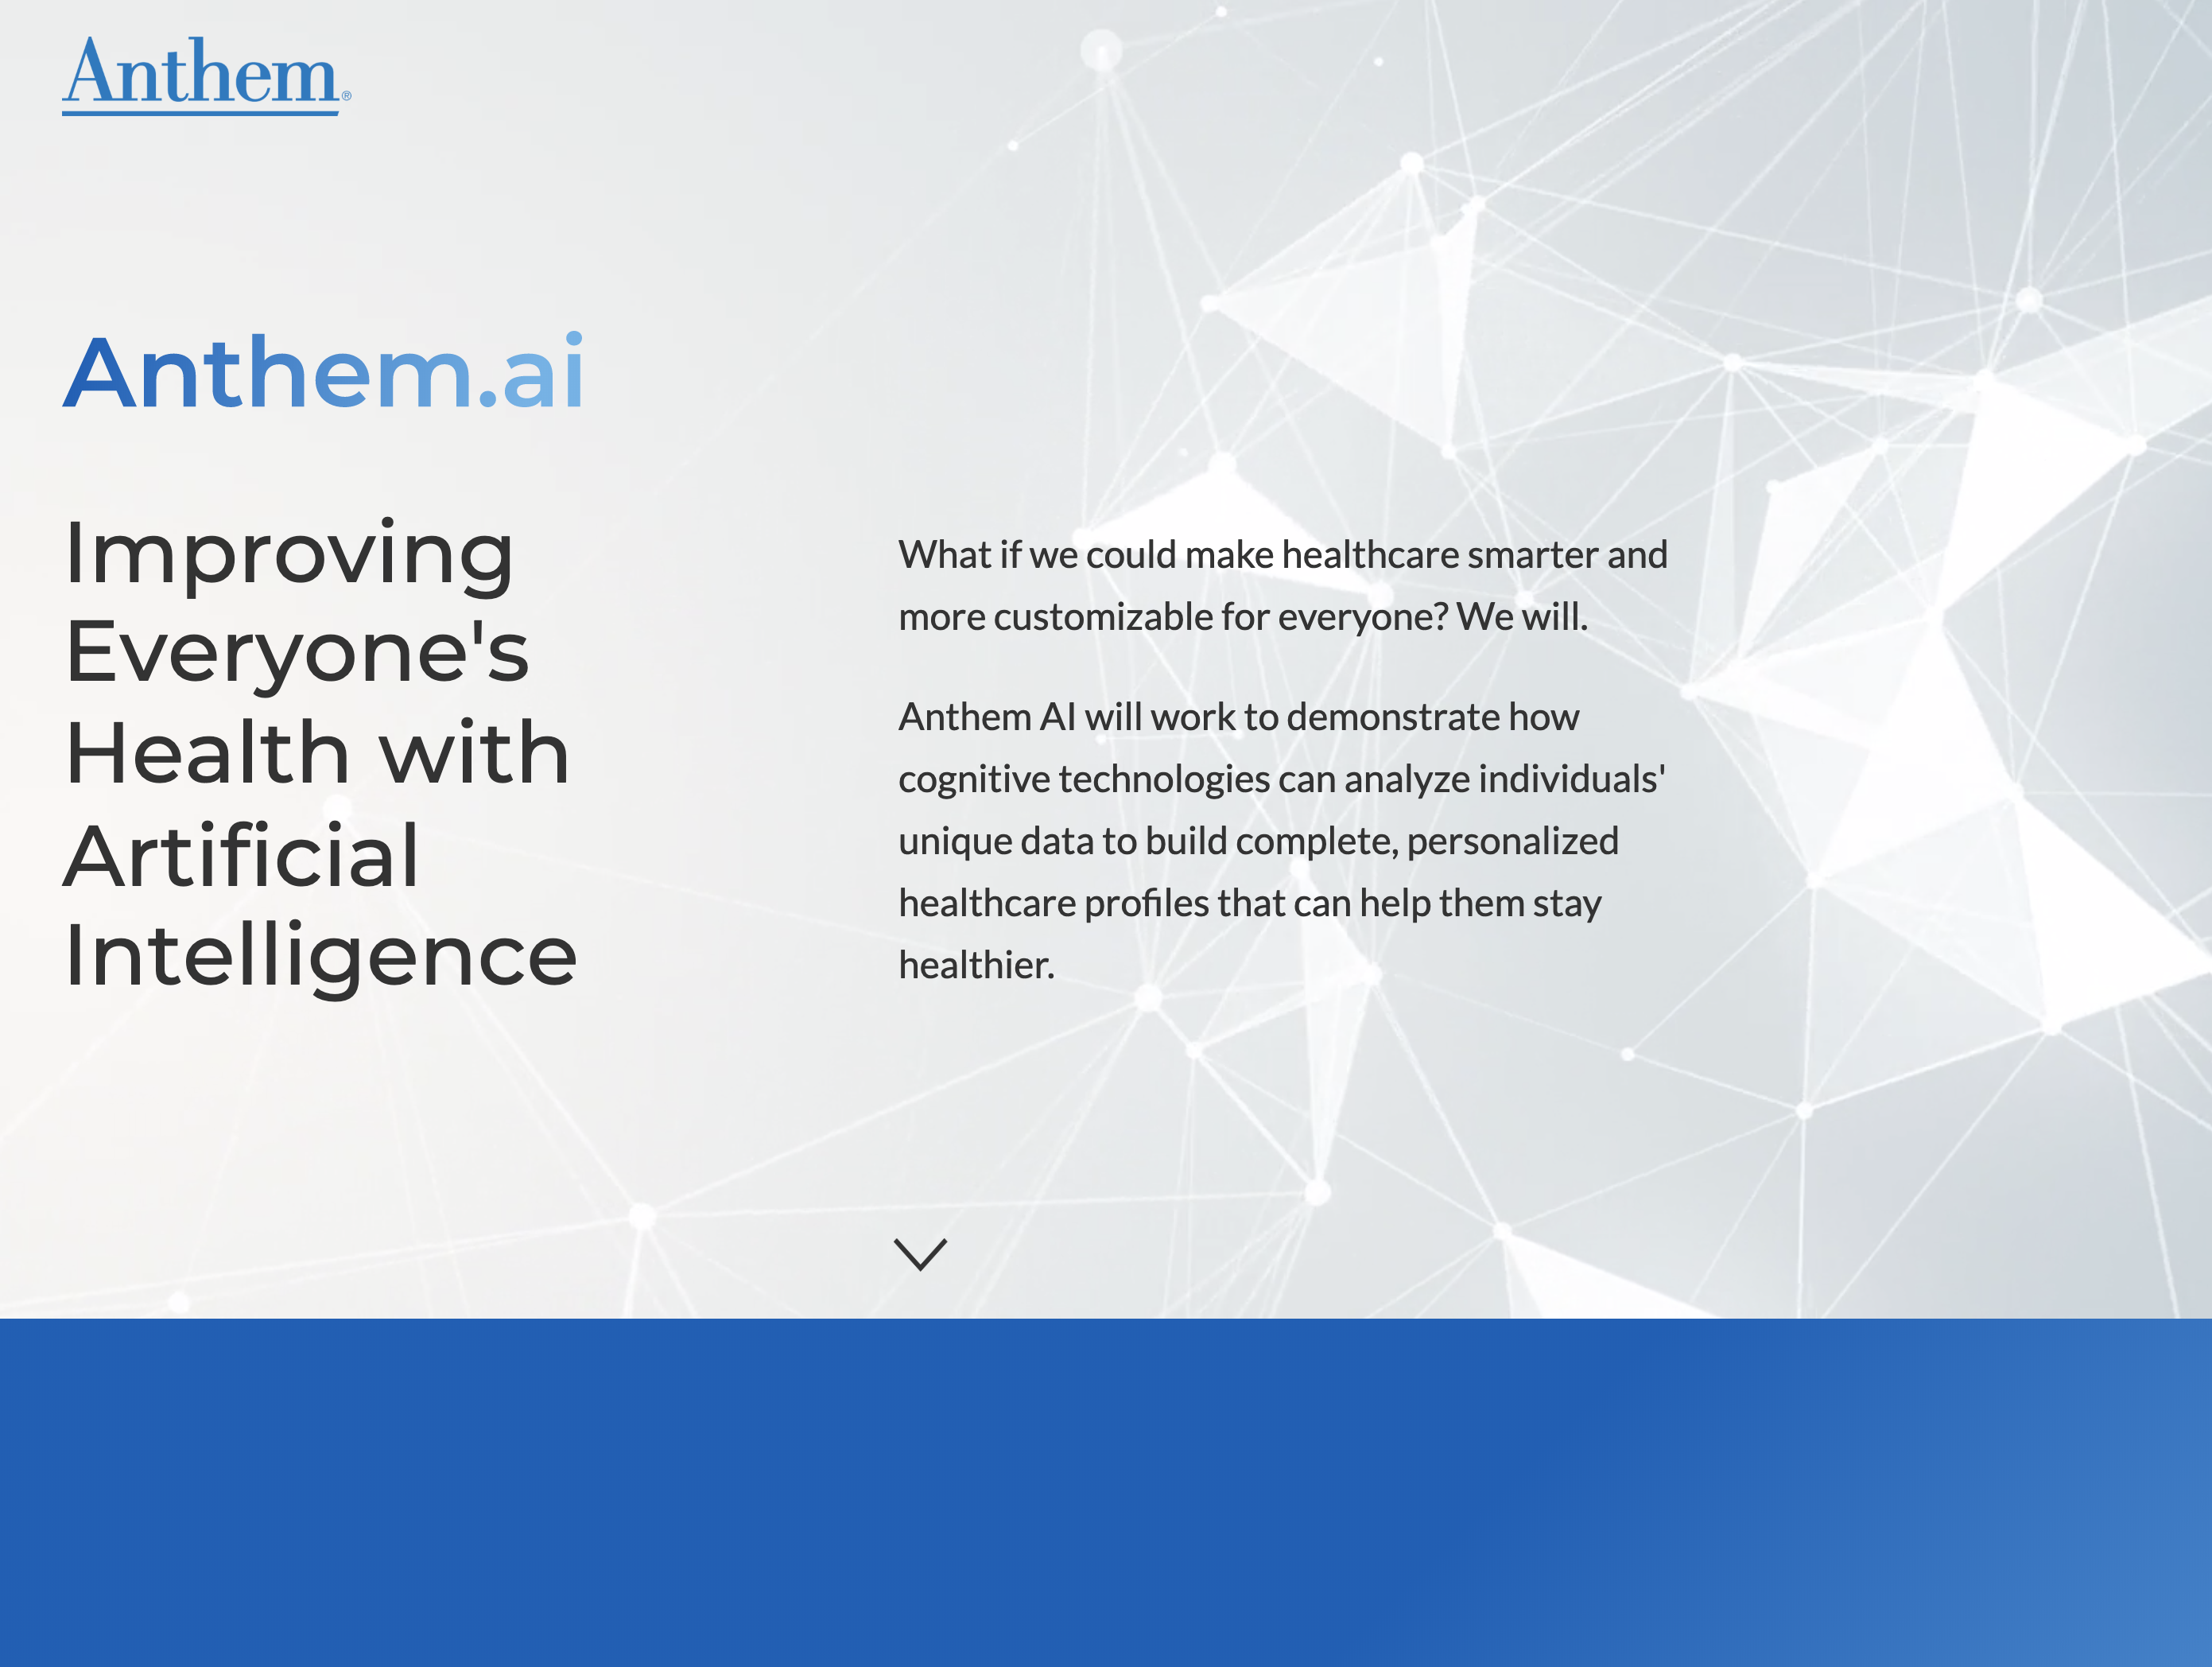 Anthem®
Anthem.ai
Improving
Everyone's
Health with
Artificial
Intelligence
What if we could make healthcare smarter and
more customizable for everyone? We will.
Anthem AI will work to demonstrate how
cognitive technologies can analyze individuals'
unique data to build complete, personalized
healthcare profiles that can help them stay
healthier.